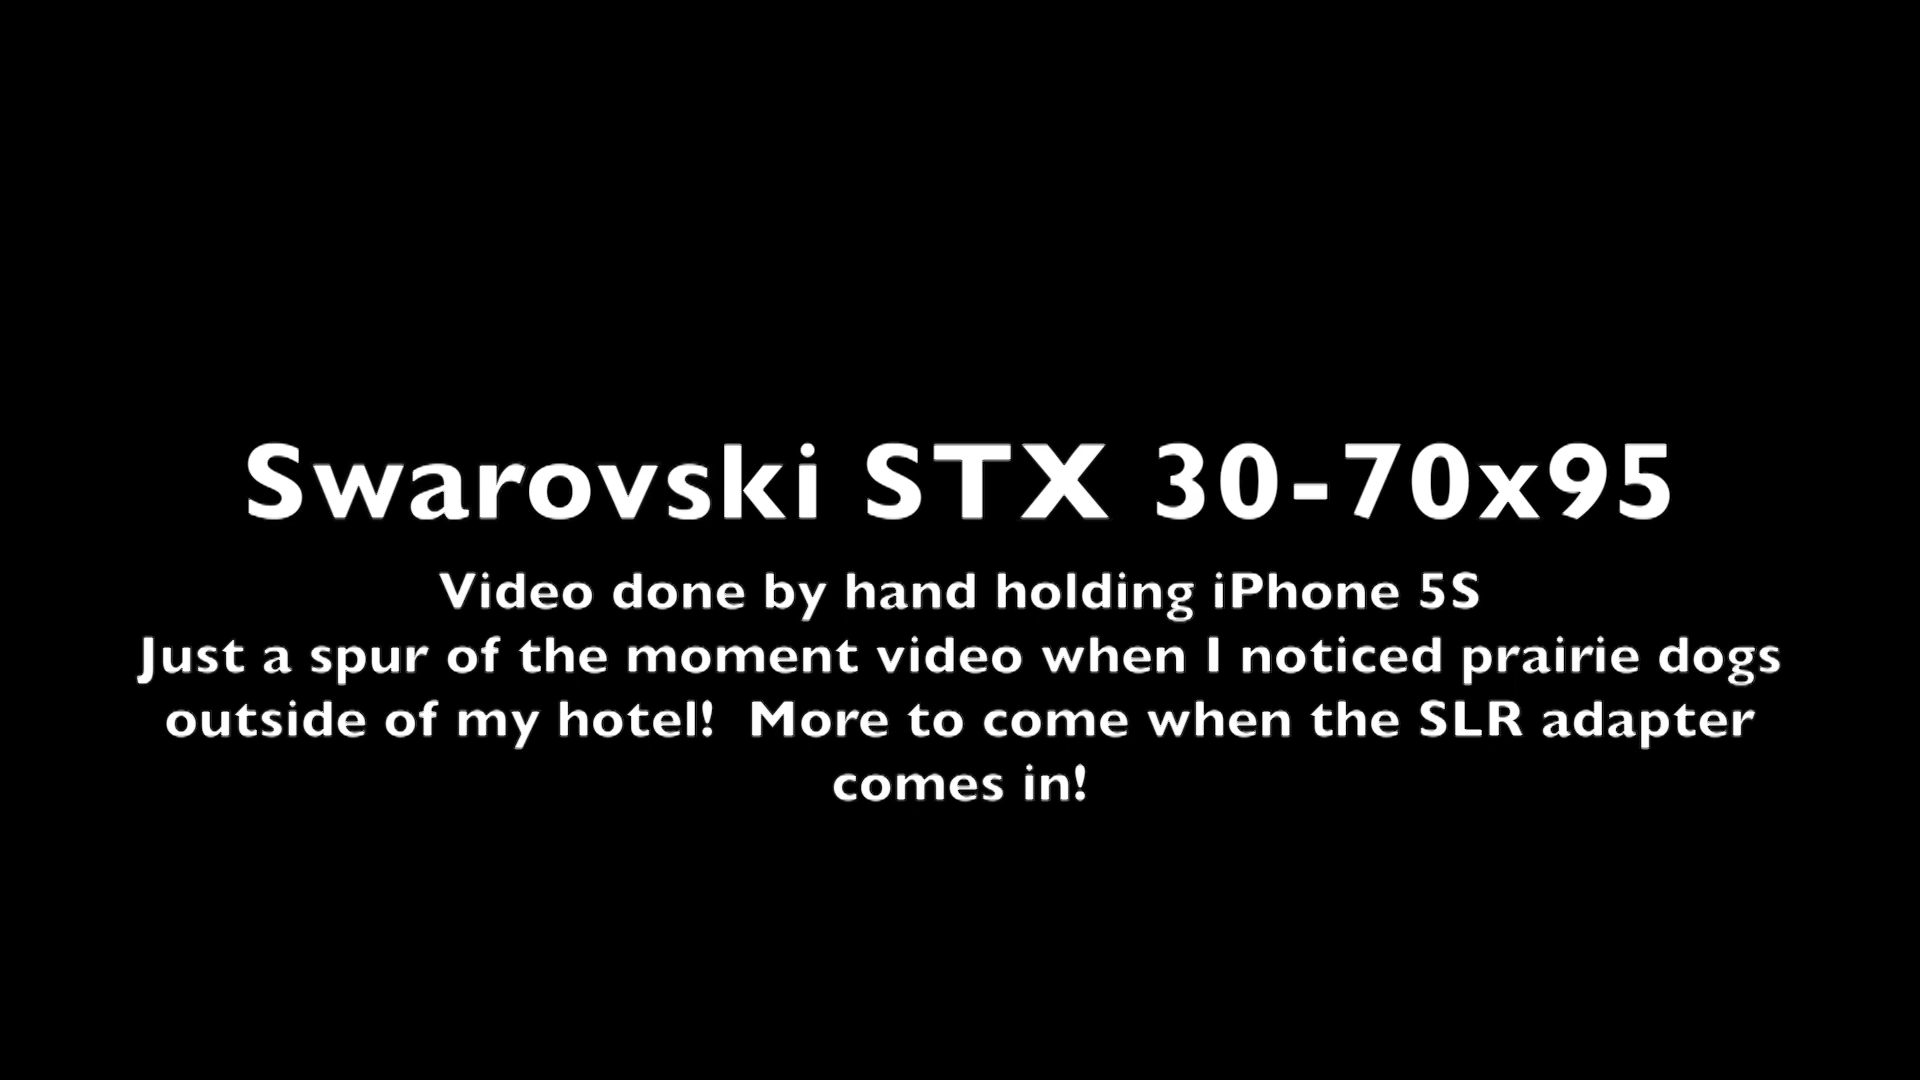 Swarovski STX 30-70x95
Video done by hand holding iPhone 5S
Just a spur of the moment video when I noticed prairie dogs
outside of my hotel!  More to come when the SLR adapter
comes in!